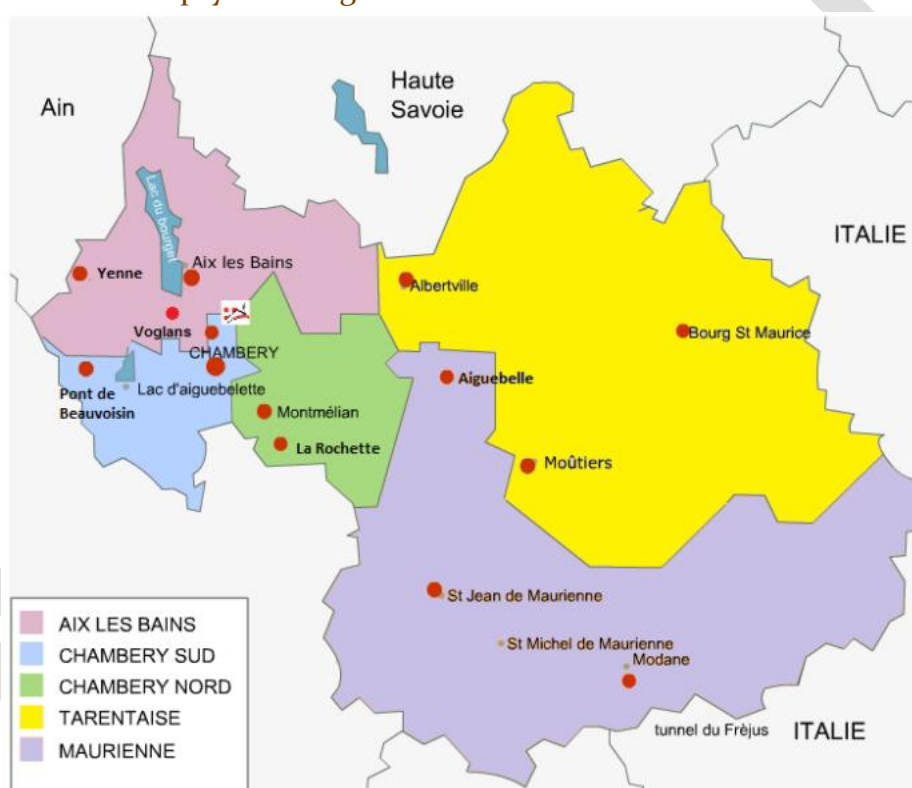 Ain
Haute
Savoie
ITALIE
Lac du bourget
Yenne
Aix les Bains
Albertville
Voglans
Bourg St Maurice
CHAMBERY
Aiguebelle
Pont de
Beauvoisin
Lac d'aiguebelette
Montmélian
La Rochette
Moûtiers
St Jean de Maurienne
St Michel de Maurienne
Modane
tunnel du Frèjus
ITALIE
AIX LES BAINS
CHAMBERY SUD
CHAMBERY NORD
TARENTAISE
MAURIENNE